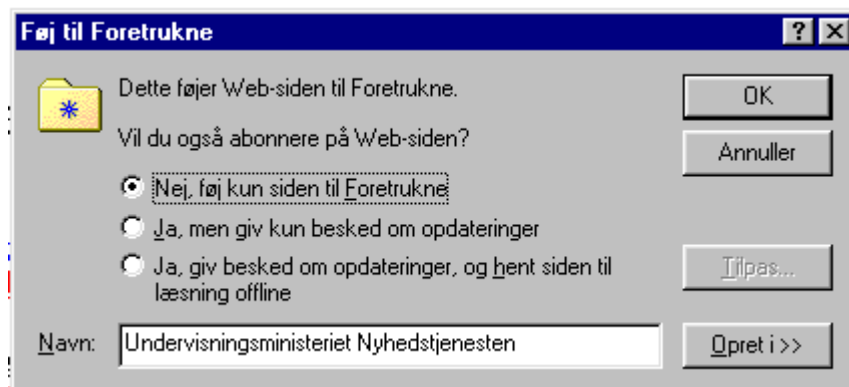 Føj til Foretrukne
Dette føjer Web-siden til Foretrukne.
OK
Vil du også abonnere på Web-siden?
Annuller
Nej, føj kun siden til Foretrukne
Ja, men giv kun besked om opdateringer
Ja, giv besked om opdateringer, og hent siden til
læsning offline
Tilpas...
Navn: Undervisningsministeriet Nyhedstjenesten
Opret i >>